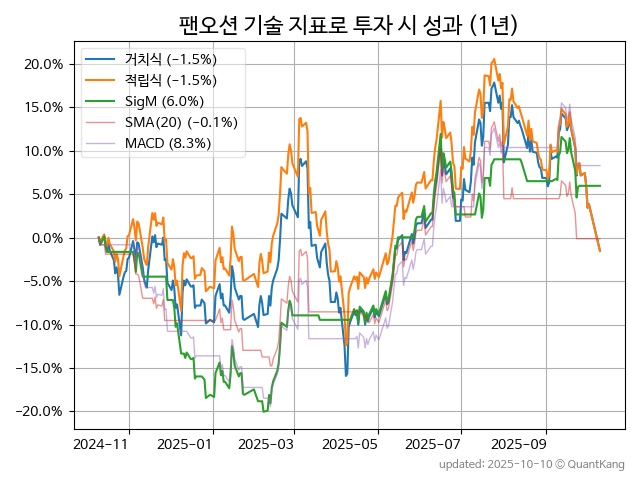 팬오션 기술 지표로 투자 시 성과 (1년)
거치식 (−1.5%)
적립식 (−1.5%)
SigM (6.0%)
SMA(20) (−0.1%)
MACD (8.3%)
20.0%
15.0%
10.0%
5.0%
0.0%
−5.0%
−10.0%
−15.0%
−20.0%
2024-11
2025-01
2025-03
2025-05
2025-07
2025-09
updated: 2025-10-10 © QuantKang